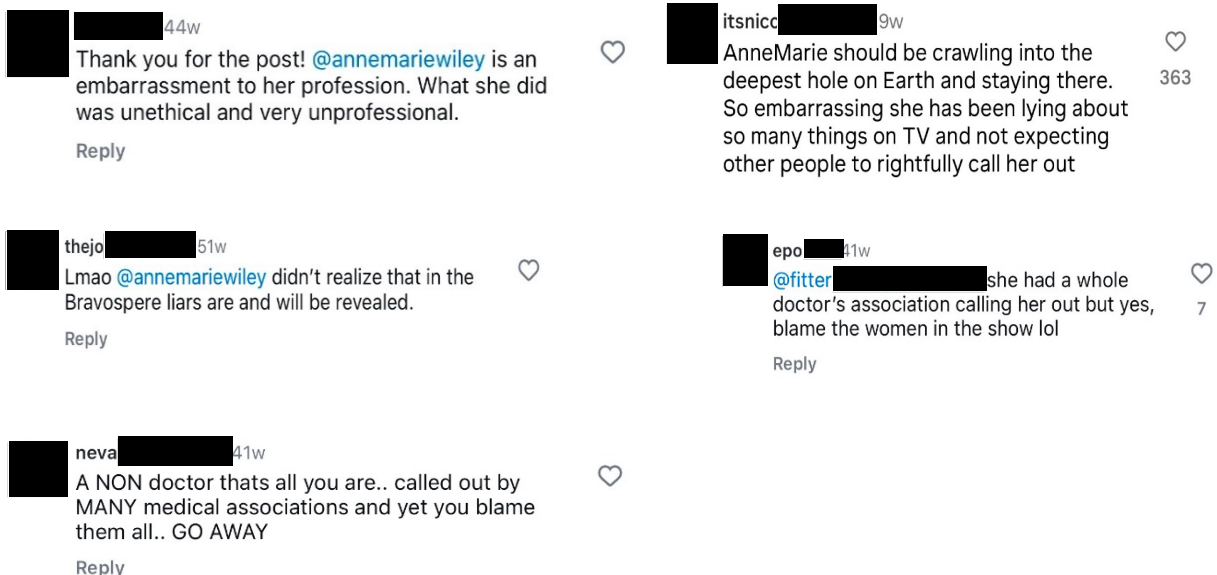 44w
Thank you for the post! @annemariewiley is an
embarrassment to her profession. What she did
was unethical and very unprofessional.
Reply
thejo 51w
Lmao @annemariewiley didn't realize that in the
Bravospere liars are and will be revealed.
Reply
neva 41w
A NON doctor thats all you are.. called out by
MANY medical associations and yet you blame
them all.. GO AWAY
Reply
itsnicc 9w
AnneMarie should be crawling into the
deepest hole on Earth and staying there.
363
So embarrassing she has been lying about
so many things on TV and not expecting
other people to rightfully call her out
epo 41w
@fitter she had a whole
doctor's association calling her out but yes,
7
blame the women in the show lol
Reply